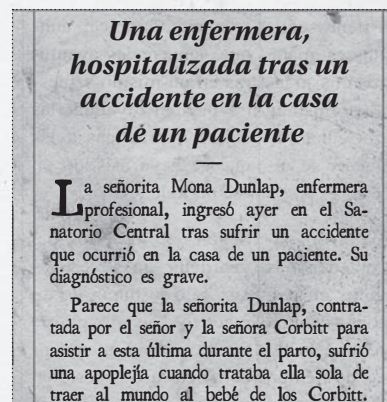 Una enfermera,
hospitalizada tras un
accidente en la casa
de un paciente
La señorita Mona Dunlap, enfermera
profesional, ingresó ayer en el Sa-
natorio Central tras sufrir un accidente
que ocurrió en la casa de un paciente. Su
diagnóstico es grave.
Parece que la señorita Dunlap, contra-
tada por el señor y la señora Corbitt para
asistir a esta última durante el parto, sufrió
una apoplejía cuando trataba ella sola de
traer al mundo al bebé de los Corbitt.